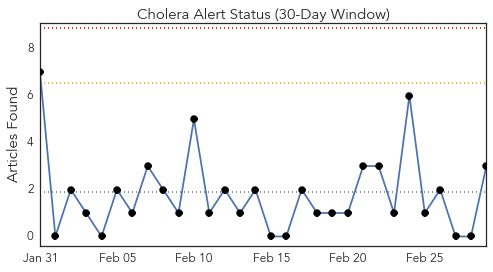 Cholera Alert Status (30-Day Window)
Articles Found
8
6
4
2
0
Jan 31 Feb 05 Feb 10 Feb 15 Feb 20 Feb 25